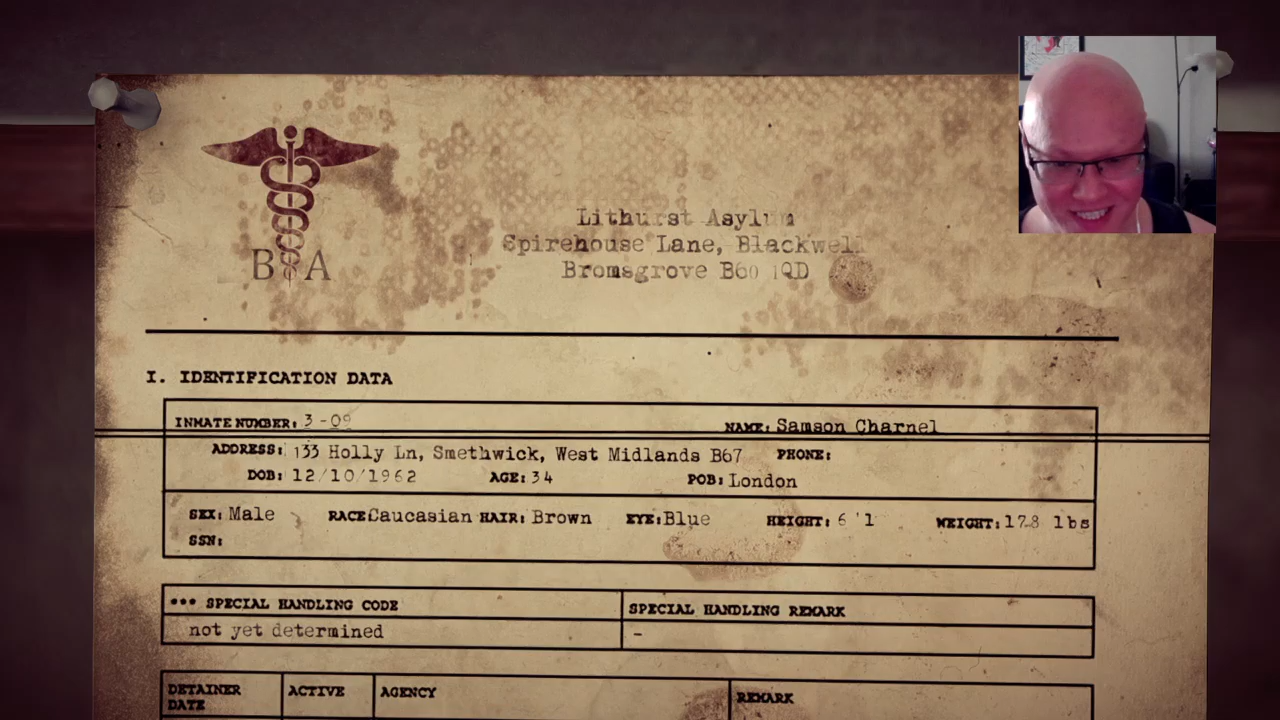 B A
Lithurst Asylum
Spirehouse Lane, Blackwell
Bromsgrove B60 1QD
I. IDENTIFICATION DATA
INMATE NUMBER: 3-09 NAME: Samson Charnel
ADDRESS: 133 Holly Ln, Smethwick, West Midlands B67 PHONE:
DOB: 12/10/1962 AGE: 34 POB: London
SEX: Male RACE Caucasian HAIR: Brown EYE: Blue HEIGHT: 6'1 WEIGHT: 178 lbs
SSN:
*** SPECIAL HANDLING CODE SPECIAL HANDLING REMARK
not yet determined -
DETAINER DATE ACTIVE AGENCY REMARK